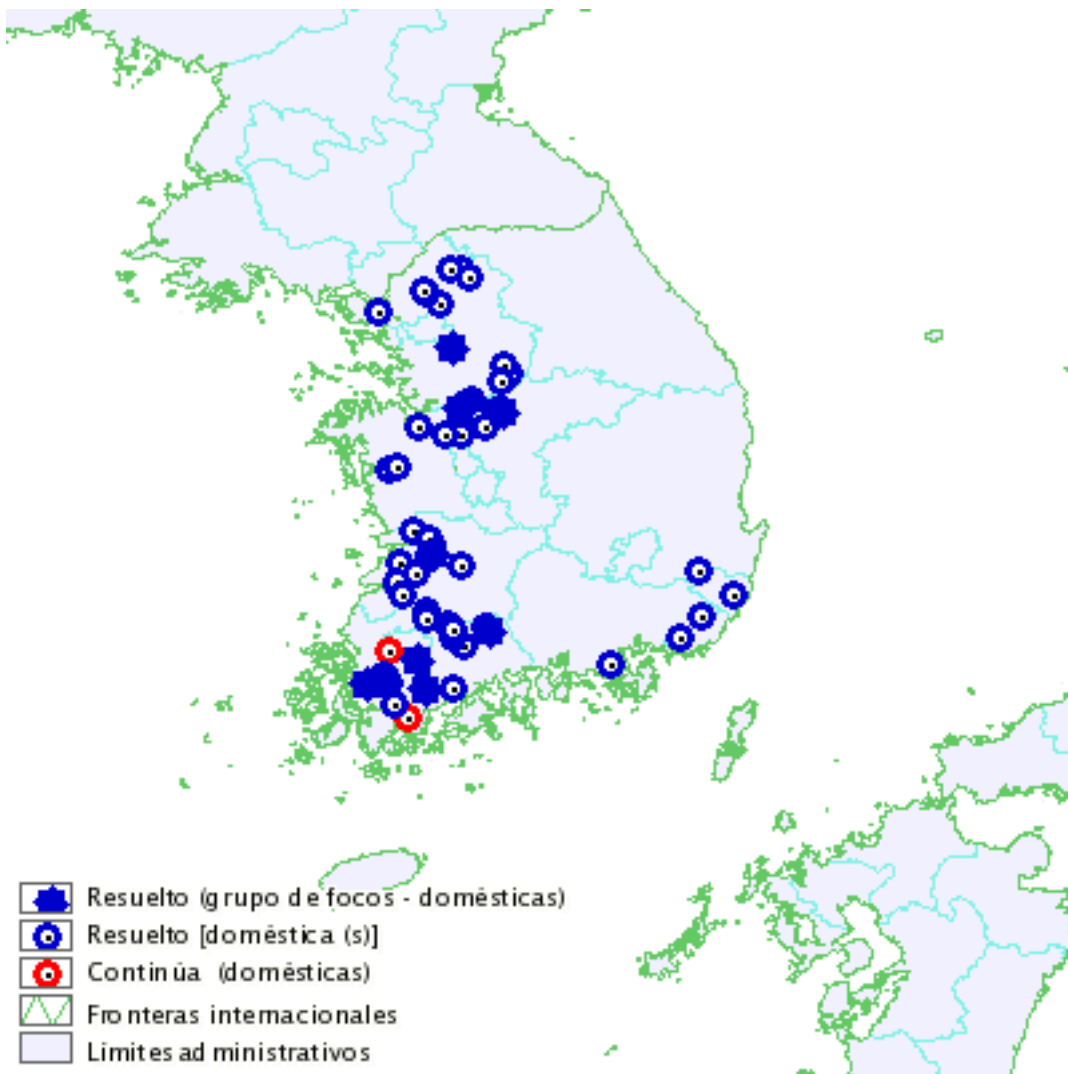 Resuelto (grupo de focos - domésticas)
Resuelto [doméstica (s)]
Continúa (domésticas)
Fronteras internacionales
Límites administrativos